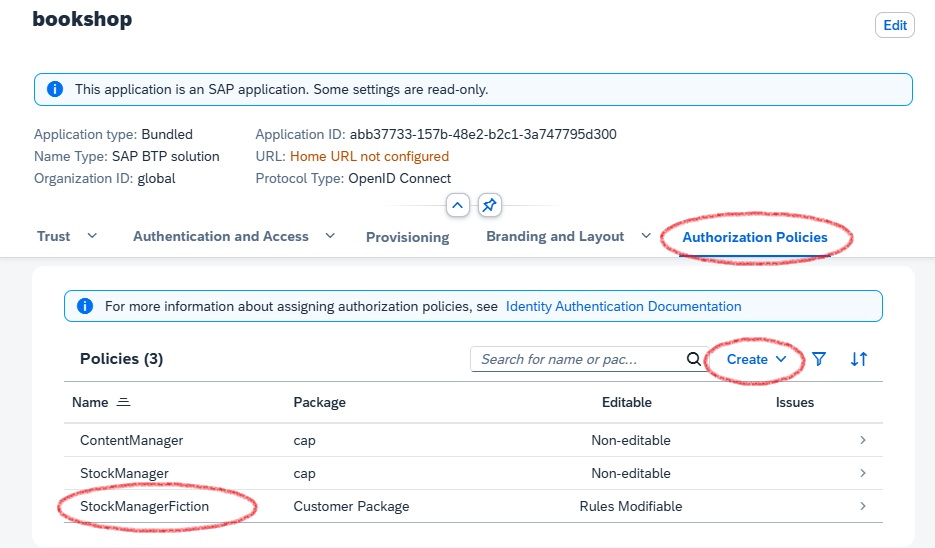 bookshop
Edit
This application is an SAP application. Some settings are read-only.
Application type: Bundled
Application ID: abb37733-157b-48e2-b2c1-3a747795d300
Name Type: SAP BTP solution
URL: Home URL not configured
Organization ID: global
Protocol Type: OpenID Connect
Trust
Authentication and Access
Provisioning
Branding and Layout
Authorization Policies
For more information about assigning authorization policies, see Identity Authentication Documentation
Policies (3)
Search for name or pac...
Create
Name Package Editable Issues
ContentManager cap Non-editable
StockManager cap Non-editable
StockManagerFiction Customer Package Rules Modifiable